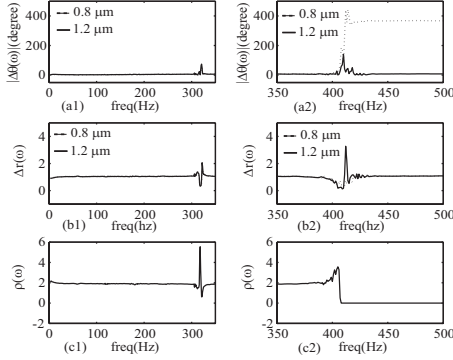 400
200
0
|Δθ(ω)|(degree)
0.8 μm
1.2 μm
0 100 200 300
(a1) freq(Hz)
400
200
0
|Δθ(ω)|(degree)
0.8 μm
1.2 μm
350 400 450 500
(a2) freq(Hz)
4
2
0
Δr(ω)
0.8 μm
1.2 μm
0 100 200 300
(b1) freq(Hz)
4
2
0
Δr(ω)
0.8 μm
1.2 μm
350 400 450 500
(b2) freq(Hz)
6
4
2
0
-2
ρ(ω)
0 100 200 300
(c1) freq(Hz)
6
4
2
0
-2
ρ(ω)
350 400 450 500
(c2) freq(Hz)